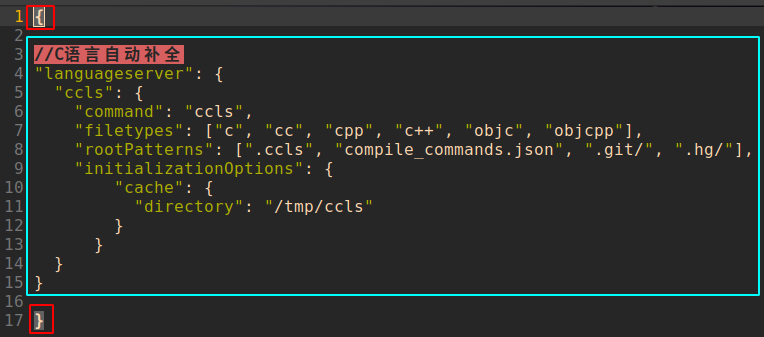 1 {
2
3 //C语言自动补全
4 "languageserver": {
5   "ccls": {
6     "command": "ccls",
7     "filetypes": ["c", "cc", "cpp", "c++", "objc", "objcpp"],
8     "rootPatterns": [".ccls", "compile_commands.json", ".git/", ".hg/"],
9     "initializationOptions": {
10         "cache": {
11           "directory": "/tmp/ccls"
12         }
13       }
14   }
15 }
16
17 }